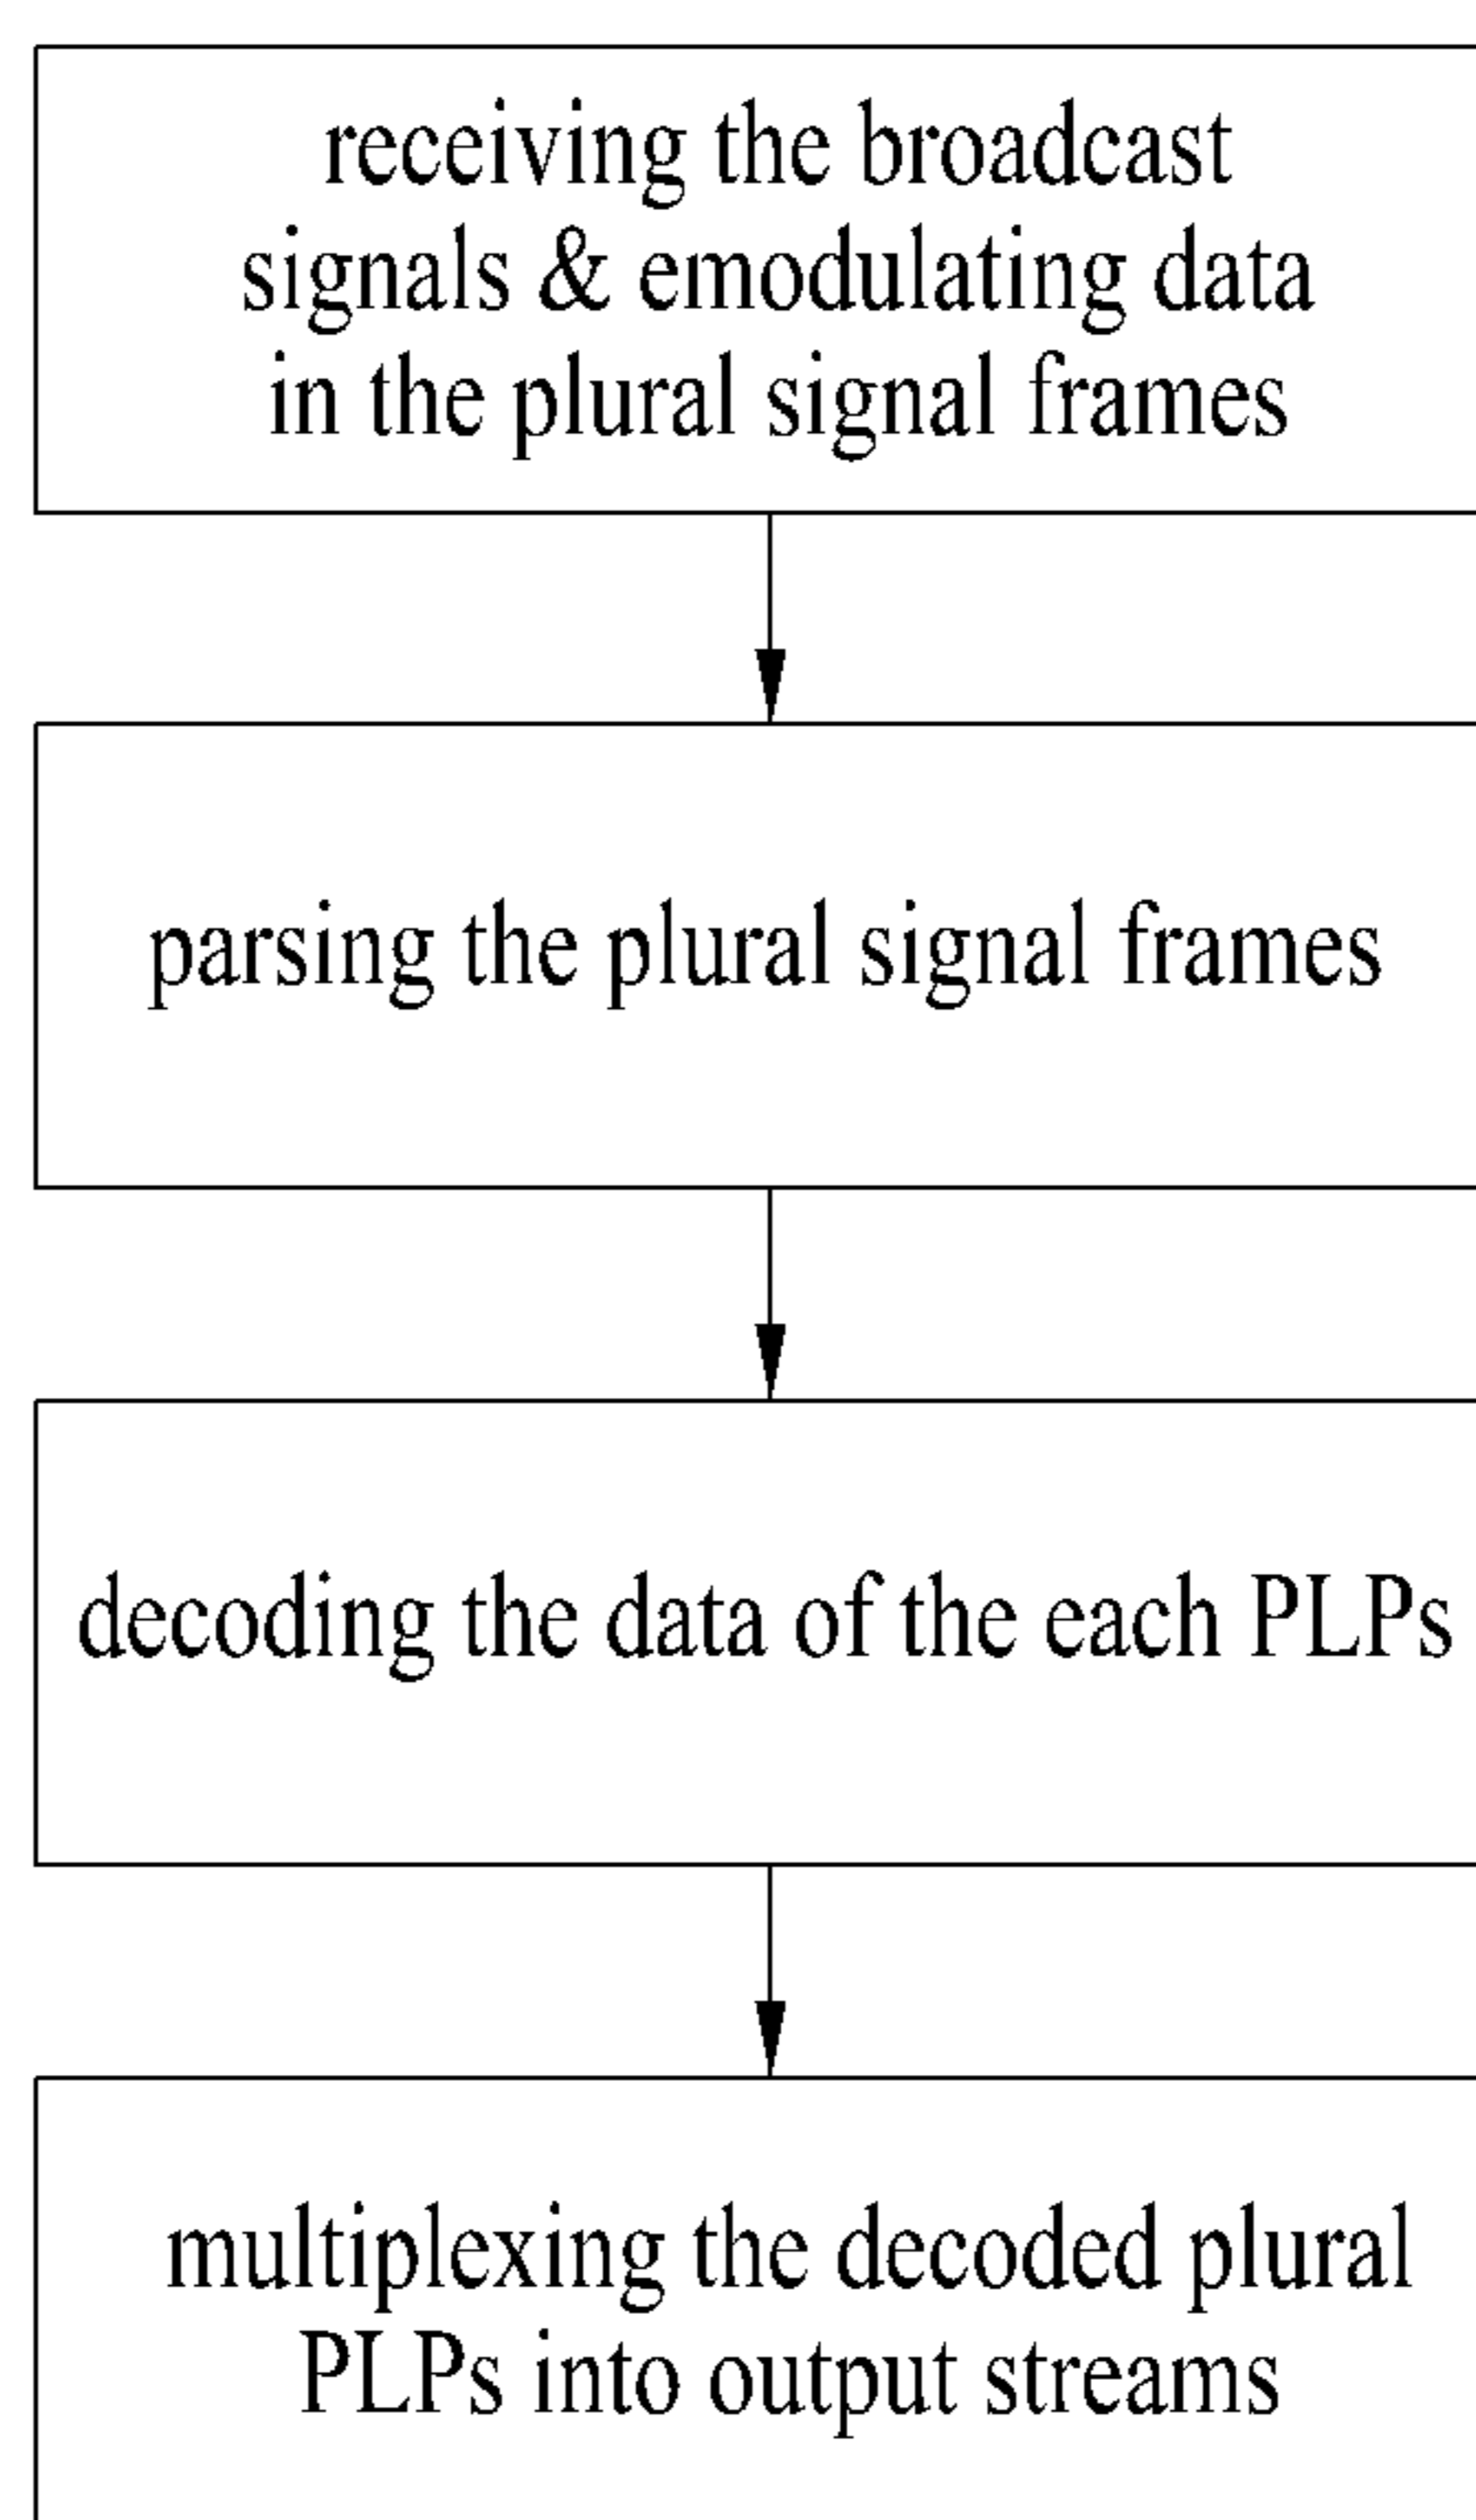 receiving the broadcast
signals & emodulating data
in the plural signal frames
parsing the plural signal frames
decoding the data of the each PLPs
multiplexing the decoded plural
PLPs into output streams